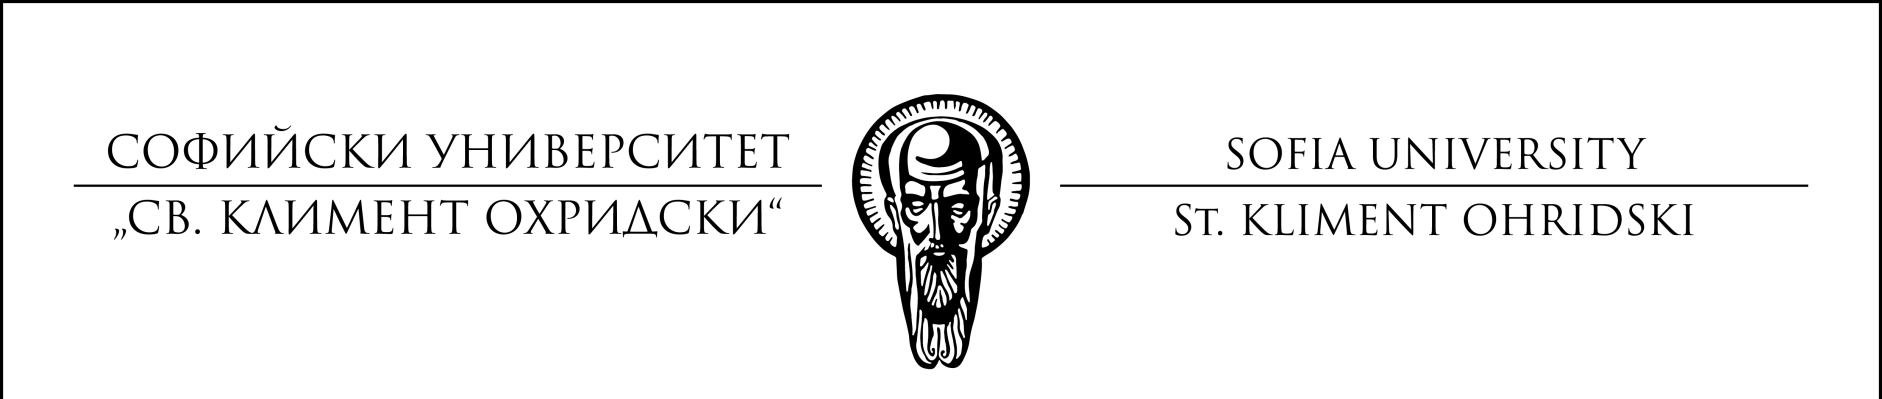 СОФИЙСКИ УНИВЕРСИТЕТ
„СВ. КЛИМЕНТ ОХРИДСКИ“
SOFIA UNIVERSITY
ST. KLIMENT OHRIDSKI